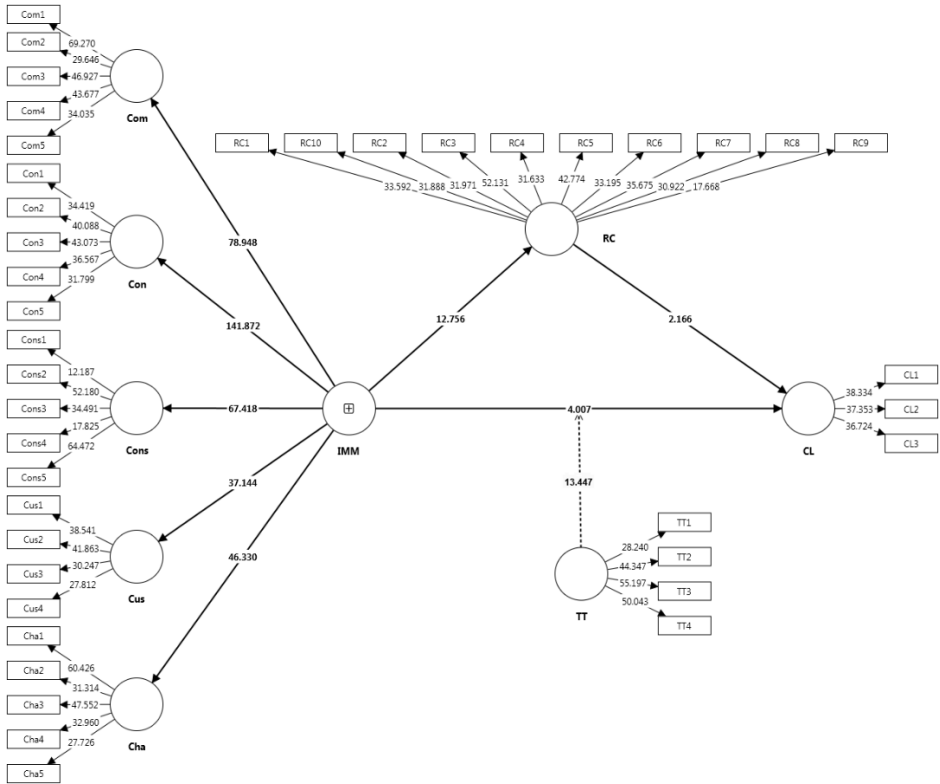 Com1
69.270
Com2
29.646
Com3
46.927
Com4
43.677
34.035
Com5
Com
Con1
34.419
Con2
40.088
Con3
43.073
Con4
36.567
31.799
Con5
Con
Cons1
12.187
Cons2
52.180
Cons3
34.491
Cons4
17.825
64.472
Cons5
Cons
Cus1
38.541
Cus2
41.863
Cus3
30.247
27.812
Cus4
Cus
Cha1
60.426
Cha2
31.314
Cha3
47.552
32.960
Cha4
27.726
Cha5
Cha
78.948
141.872
67.418
37.144
46.330
IMM
12.756
4.007
RC1 RC10 RC2 RC3 RC4 RC5 RC6 RC7 RC8 RC9
33.592 31.888 31.971 52.131 31.633 42.774 33.195 35.675 30.922 17.668
RC
2.166
CL1
38.334
CL2
37.353
36.724
CL3
CL
13.447
TT1
28.240
TT2
44.347
55.197
TT3
50.043
TT4
TT